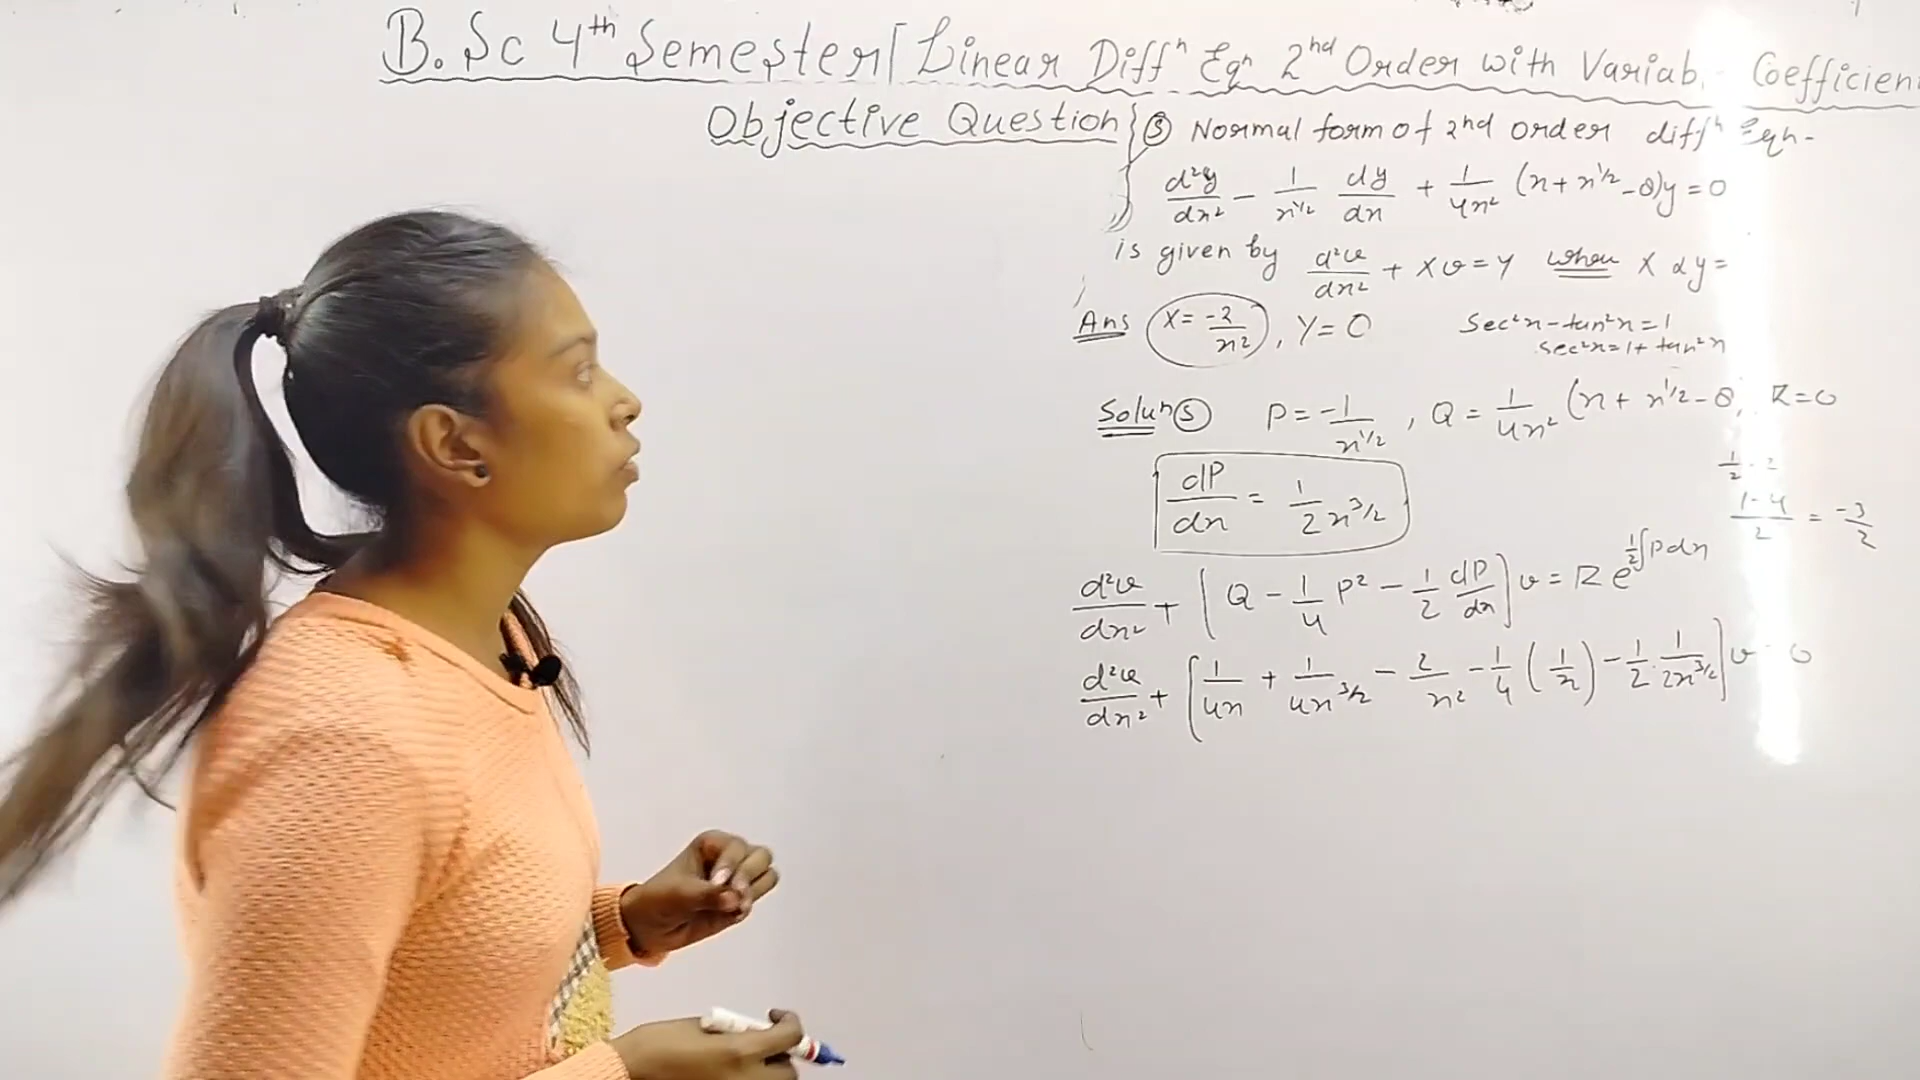 B. Sc 4th Semester [ Linear Diffn Eqn 2nd Order with Variab Coefficient
Objective Question } ⑤ Normal form of 2nd order diffn Eqn -
d²y/dx² - 1/x^1/2 dy/dx + 1/4x² (x + x^1/2 - 8)y = 0
is given by d²v/dx² + Xv = Y when X & Y =
Ans X = -2/x² , Y = 0
Sec²x - tan²x = 1
Sec²x = 1 + tan²x
Solun ⑤ P = -1/x^1/2 , Q = 1/4x² (x + x^1/2 - 8, R = 0
dP/dx = 1/2x^3/2
1/2 - 2
1-4/2 = -3/2
d²v/dx² + [Q - 1/4 P² - 1/2 dP/dx] v = R e^1/2∫Pdx
d²v/dx² + [1/4x + 1/4x^3/2 - 2/x² - 1/4 (1/x) - 1/2 · 1/2x^3/2] v 0